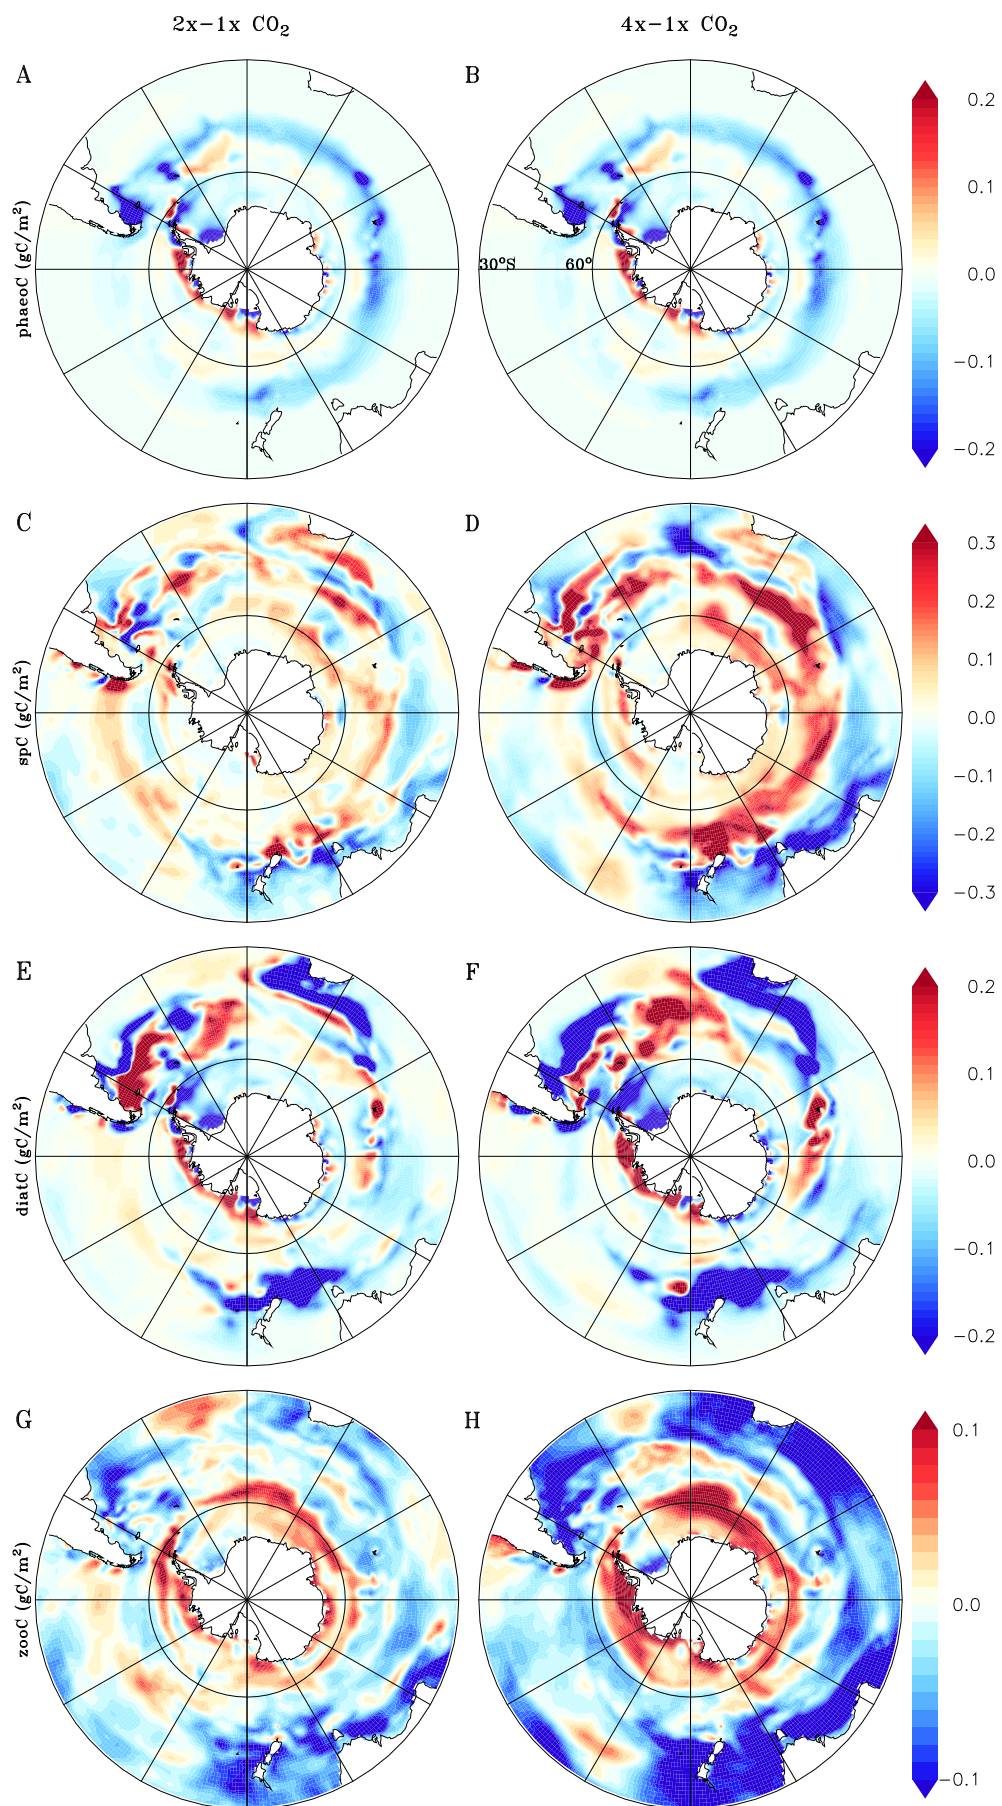 2x−1x CO₂ 4x−1x CO₂
A B
0.2
0.1
0.0
−0.1
−0.2
phaeoC (gC/m²)
30°S 60°
C D
0.3
0.2
0.1
0.0
−0.1
−0.2
−0.3
spC (gC/m²)
E F
0.2
0.1
0.0
−0.1
−0.2
diatC (gC/m²)
G H
0.1
0.0
−0.1
zooC (gC/m²)